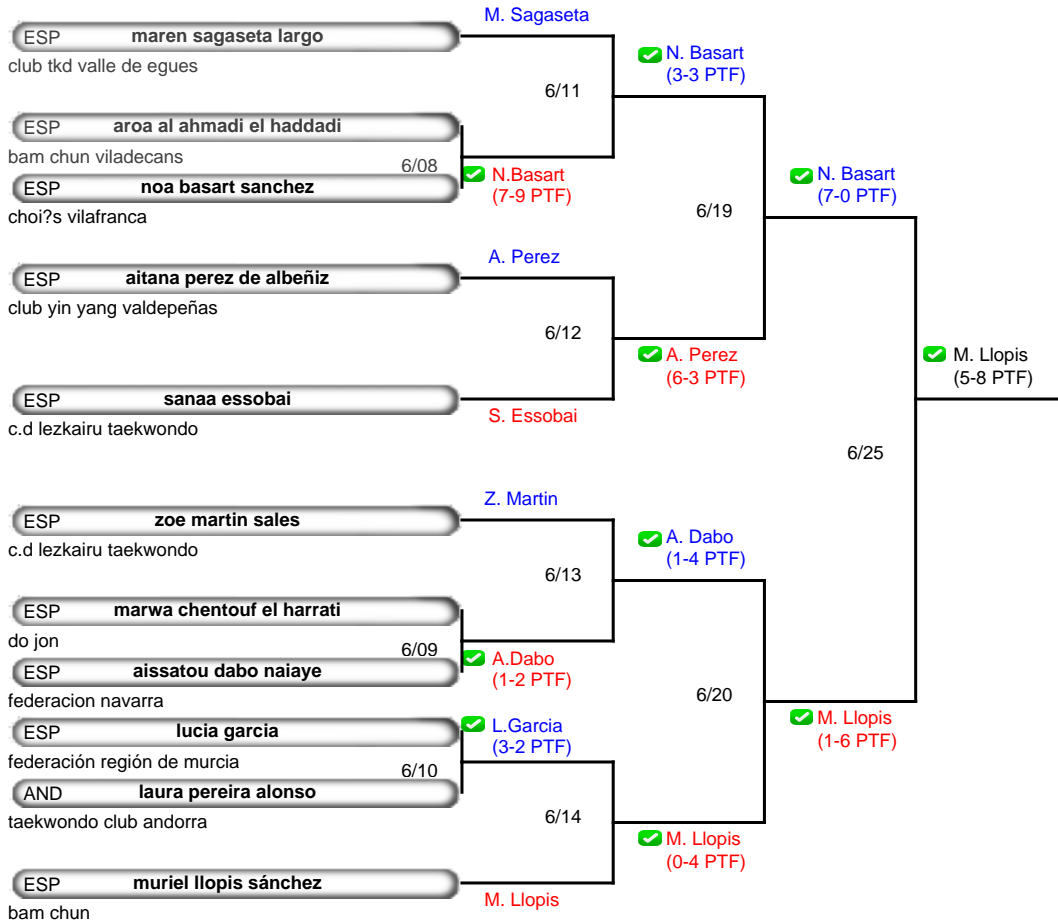 M. Sagaseta
ESP maren sagaseta largo
club tkd valle de egues
6/11
N. Basart
(3-3 PTF)
ESP aroa al ahmadi el haddadi
bam chun viladecans
6/08
ESP noa basart sanchez
choi?s vilafranca
N.Basart
(7-9 PTF)
6/19
N. Basart
(7-0 PTF)
A. Perez
ESP aitana perez de albeñiz
club yin yang valdepeñas
6/12
A. Perez
(6-3 PTF)
ESP sanaa essobai
c.d lezkairu taekwondo
S. Essobai
M. Llopis
(5-8 PTF)
6/25
Z. Martin
ESP zoe martin sales
c.d lezkairu taekwondo
6/13
A. Dabo
(1-4 PTF)
ESP marwa chentouf el harrati
do jon
6/09
ESP aissatou dabo naiaye
federacion navarra
A.Dabo
(1-2 PTF)
6/20
M. Llopis
(1-6 PTF)
ESP lucia garcia
federación región de murcia
L.Garcia
(3-2 PTF)
6/10
AND laura pereira alonso
taekwondo club andorra
6/14
M. Llopis
(0-4 PTF)
ESP muriel llopis sánchez
bam chun
M. Llopis